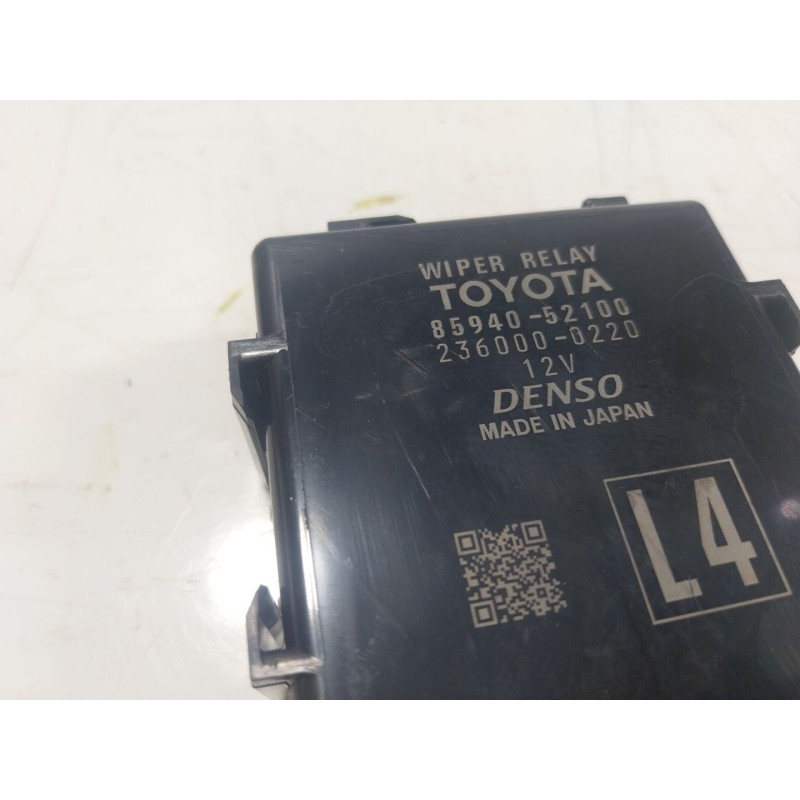 WIPER RELAY
TOYOTA
85940-52100
236000-0220
12V
DENSO
MADE IN JAPAN
L4